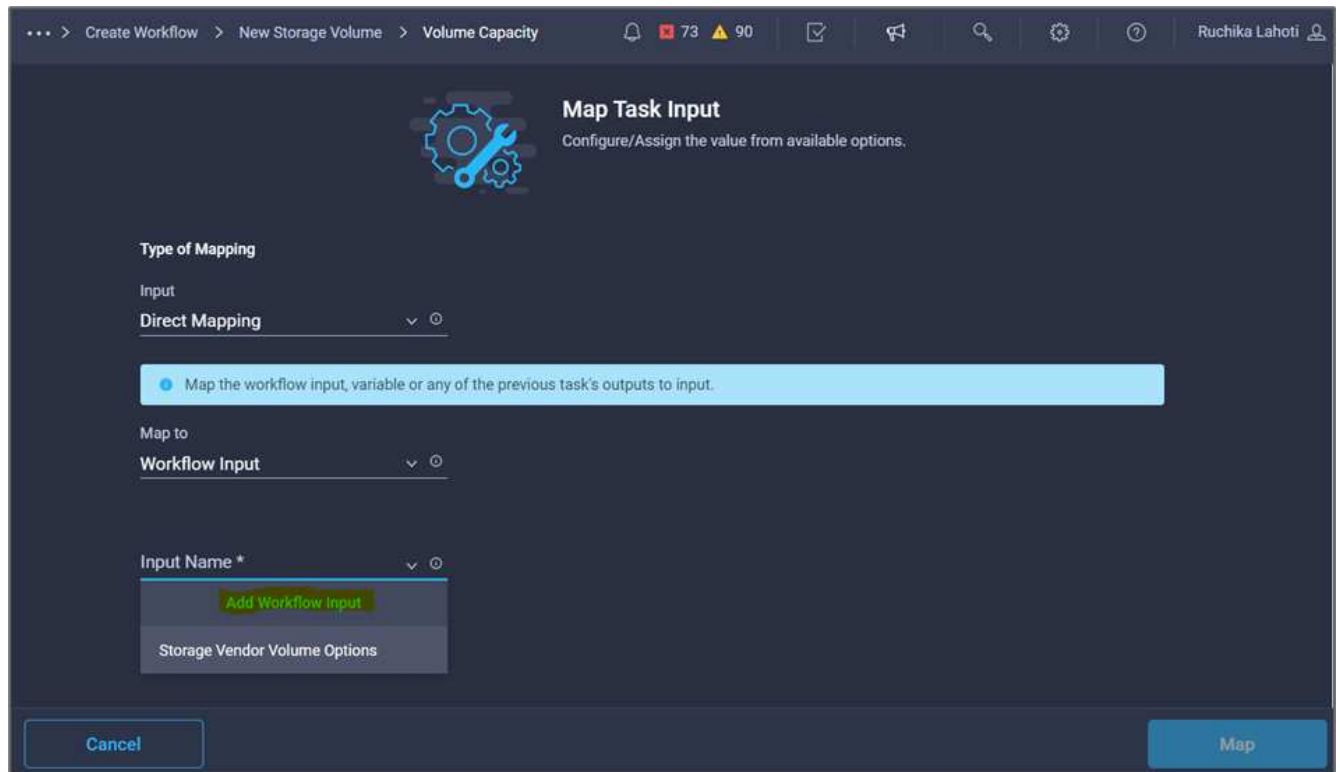 ••• > Create Workflow > New Storage Volume > Volume Capacity 73 90 Ruchika Lahoti
Map Task Input
Configure/Assign the value from available options.
Type of Mapping
Input
Direct Mapping
Map the workflow input, variable or any of the previous task's outputs to input.
Map to
Workflow Input
Input Name *
Add Workflow Input
Storage Vendor Volume Options
Cancel Map